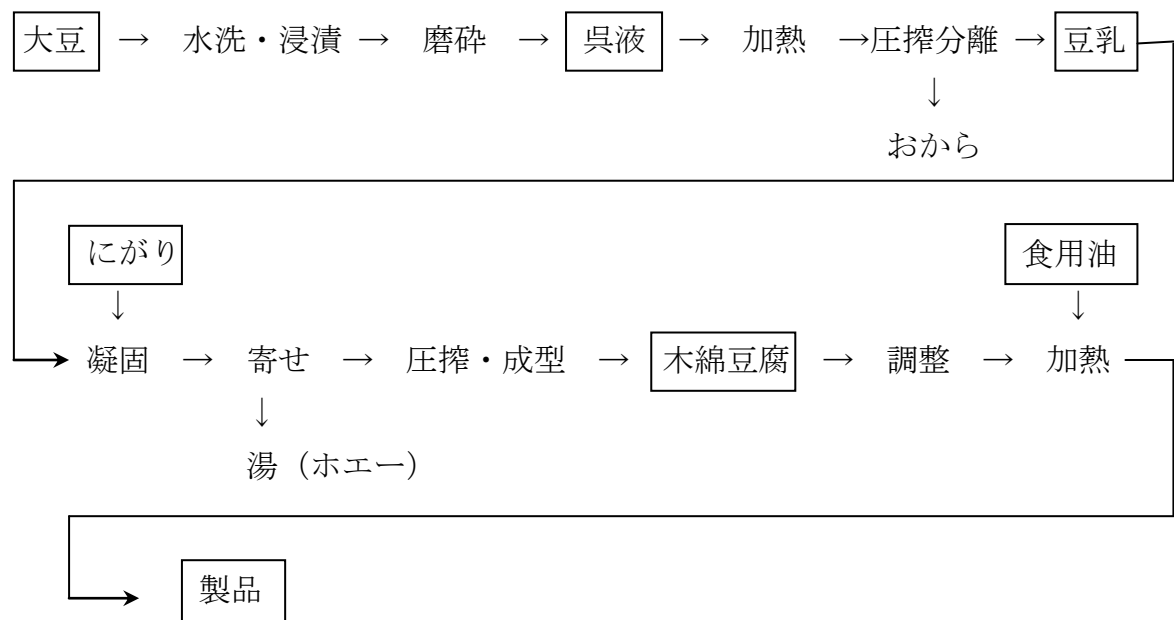 大豆 → 水洗・浸漬 → 磨砕 → 呉液 → 加熱 →圧搾分離 → 豆乳
↓
おから
にがり 食用油
↓ ↓
凝固 → 寄せ → 圧搾・成型 → 木綿豆腐 → 調整 → 加熱
↓
湯（ホエー）
製品